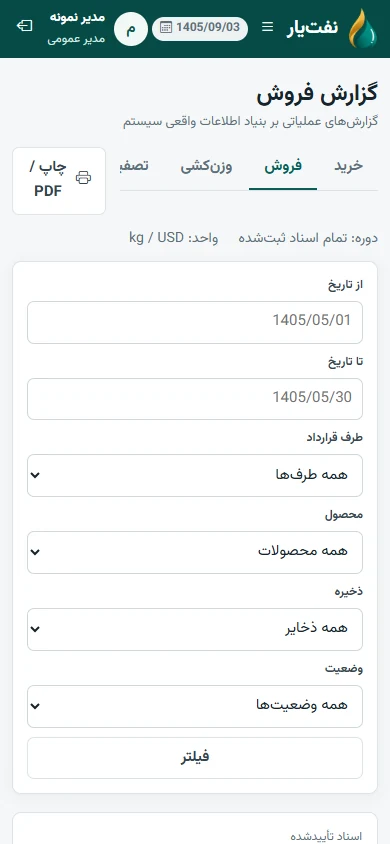 نفت‌یار
1405/09/03
م
مدیر نمونه
مدیر عمومی
گزارش فروش
گزارش‌های عملیاتی بر بنیاد اطلاعات واقعی سیستم
خرید
فروش
وزن‌کشی
تصفی
چاپ /
PDF
دوره: تمام اسناد ثبت‌شده
واحد: kg / USD
از تاریخ
1405/05/01
تا تاریخ
1405/05/30
طرف قرارداد
همه طرف‌ها
محصول
همه محصولات
ذخیره
همه ذخایر
وضعیت
همه وضعیت‌ها
فیلتر
اسناد تأییدشده